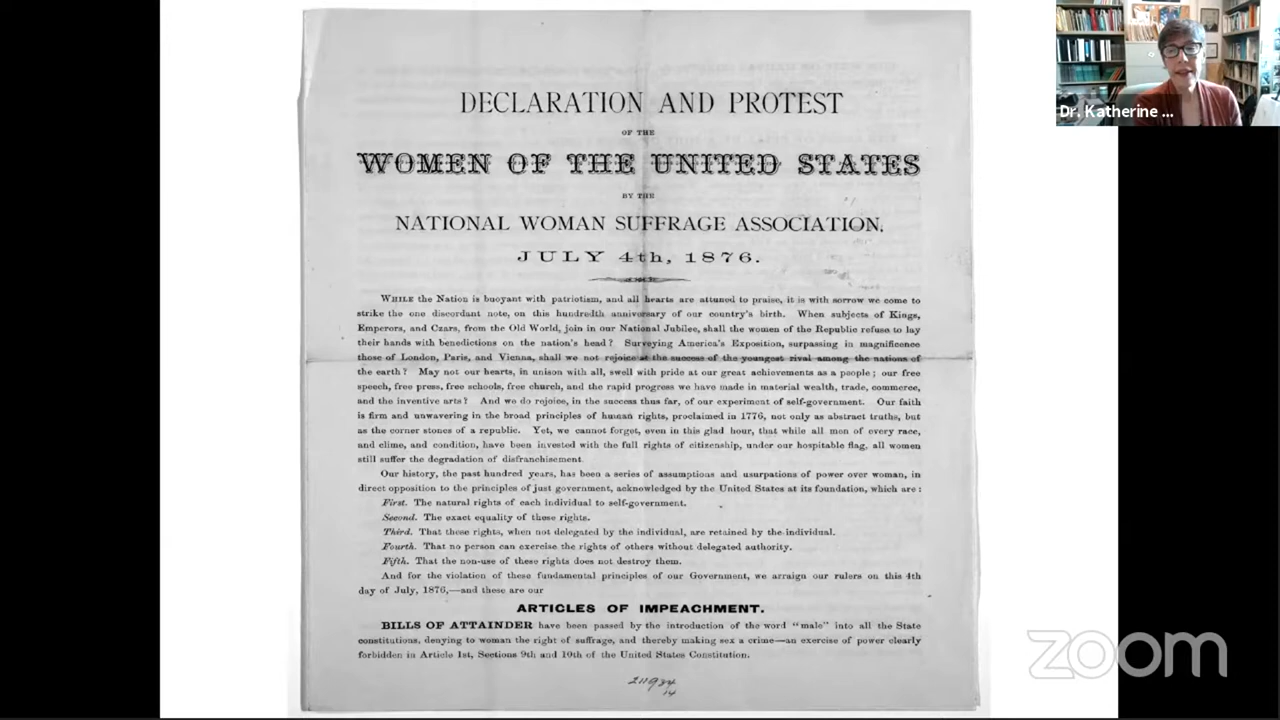 DECLARATION AND PROTEST
OF THE
WOMEN OF THE UNITED STATES
BY THE
NATIONAL WOMAN SUFFRAGE ASSOCIATION.
JULY 4th, 1876.
WHILE the Nation is buoyant with patriotism, and all hearts are attuned to praise, it is with sorrow we come to
strike the one discordant note, on this hundredth anniversary of our country's birth. When subjects of Kings,
Emperors, and Czars, from the Old World, join in our National Jubilee, shall the women of the Republic refuse to lay
their hands with benedictions on the nation's head? Surveying America's Exposition, surpassing in magnificence
those of London, Paris, and Vienna, shall we not rejoice at the success of the youngest rival among the nations of
the earth? May not our hearts, in unison with all, swell with pride at our great achievements as a people; our free
speech, free press, free schools, free church, and the rapid progress we have made in material wealth, trade, commerce,
and the inventive arts? And we do rejoice, in the success thus far, of our experiment of self-government. Our faith
is firm and unwavering in the broad principles of human rights, proclaimed in 1776, not only as abstract truths, but
as the corner stones of a republic. Yet, we cannot forget, even in this glad hour, that while all men of every race,
and clime, and condition, have been invested with the full rights of citizenship, under our hospitable flag, all women
still suffer the degradation of disfranchisement.
Our history, the past hundred years, has been a series of assumptions and usurpations of power over woman, in
direct opposition to the principles of just government, acknowledged by the United States at its foundation, which are:
First. The natural rights of each individual to self-government.
Second. The exact equality of these rights.
Third. That these rights, when not delegated by the individual, are retained by the individual.
Fourth. That no person can exercise the rights of others without delegated authority.
Fifth. That the non-use of these rights does not destroy them.
And for the violation of these fundamental principles of our Government, we arraign our rulers on this 4th
day of July, 1876,—and these are our
ARTICLES OF IMPEACHMENT.
BILLS OF ATTAINDER have been passed by the introduction of the word "male" into all the State
constitutions, denying to woman the right of suffrage, and thereby making sex a crime—an exercise of power clearly
forbidden in Article 1st, Sections 9th and 10th of the United States Constitution.
Dr. Katherine ...
zoom